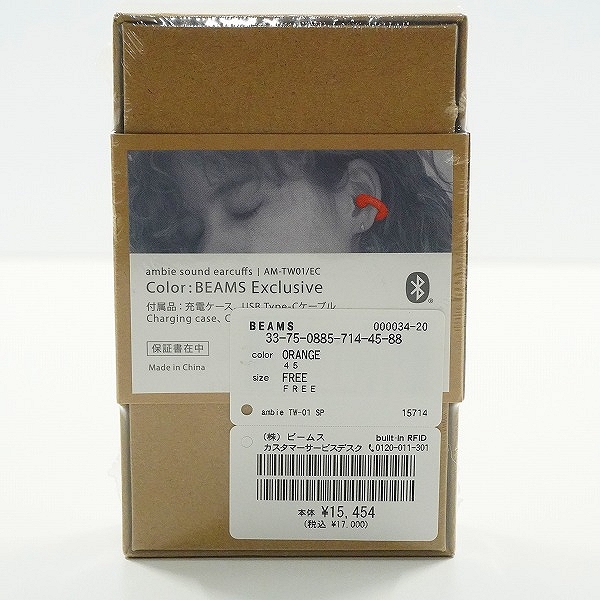 ambie sound earcuffs | AM-TW01/EC
Color:BEAMS Exclusive
付属品:充電ケース、USB Type-Cケーブル
Charging case, C
保証書在中
Made in China
BEAMS 000034-20
33-75-0885-714-45-88
color ORANGE
45
size FREE
FREE
ambie TW-01 SP 15714
(株)ビームス built-in RFID
カスタマーサービスデスク 0120-011-301
本体 ¥15,454
(税込 ¥17,000)